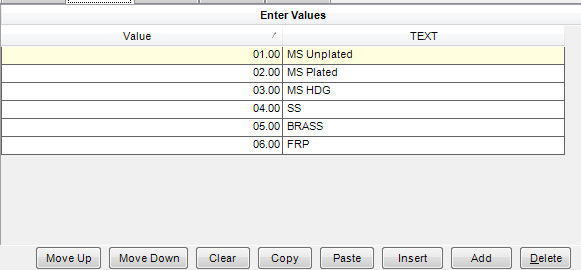 Enter Values
Value TEXT
01.00 MS Unplated
02.00 MS Plated
03.00 MS HDG
04.00 SS
05.00 BRASS
06.00 FRP
Move Up Move Down Clear Copy Paste Insert Add Delete